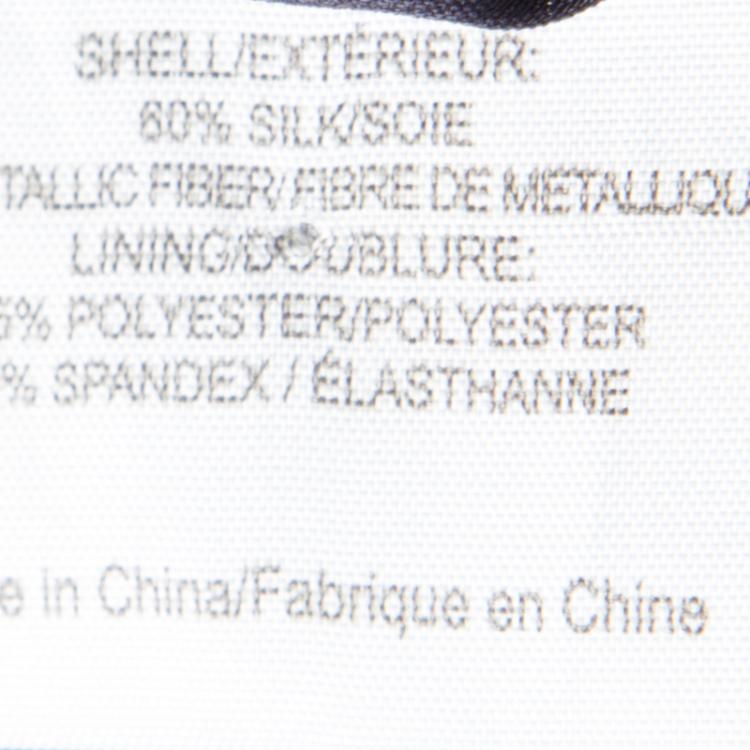 SHELL/EXTÉRIEUR:
60% SILK/SOIE
TALLIC FIBER/FIBRE DE METALLIQU
LINING/DOUBLURE:
5% POLYESTER/POLYESTER
% SPANDEX / ÉLASTHANNE
e in China/Fabrique en Chine